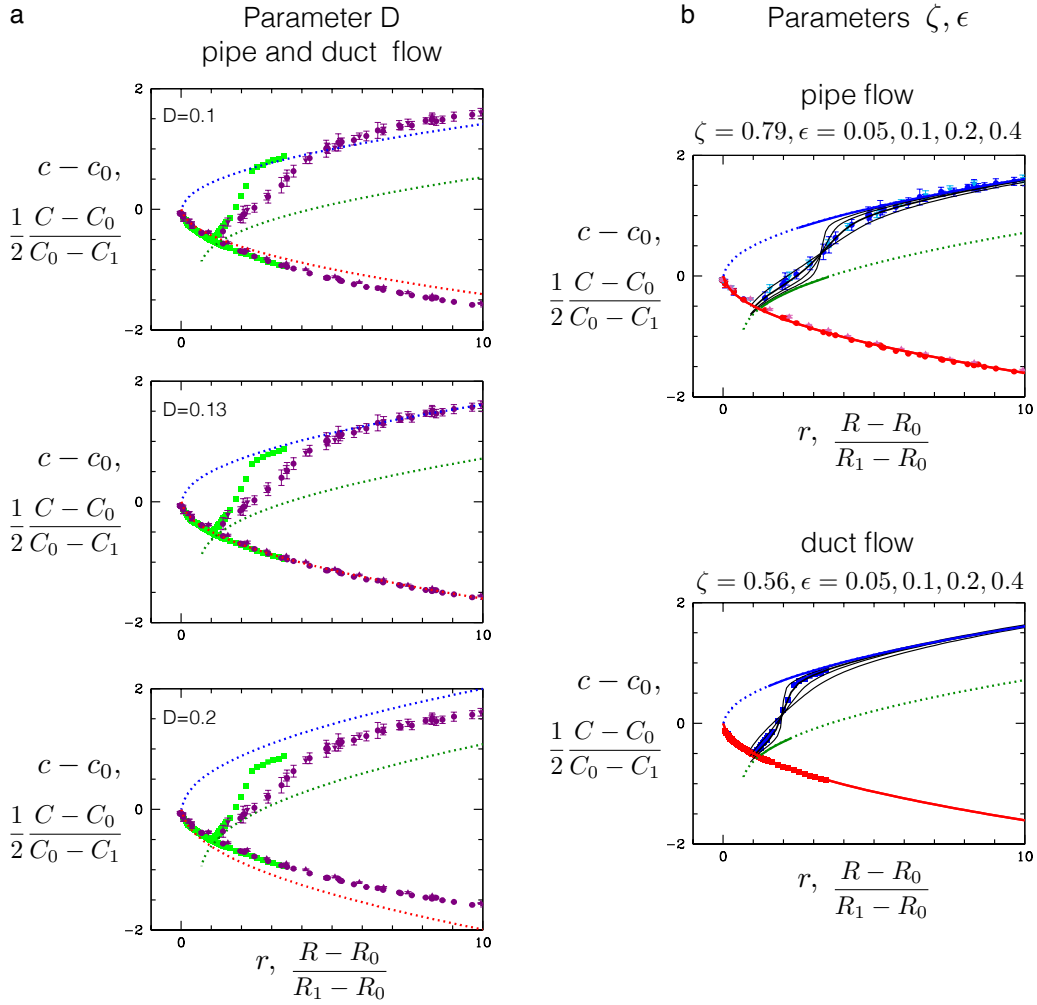 a
Parameter D
pipe and duct flow
2
D=0.1
c − c₀,
0
1/2 (C − C₀)/(C₀ − C₁)
-2
0
10
2
D=0.13
c − c₀,
0
1/2 (C − C₀)/(C₀ − C₁)
-2
0
10
2
D=0.2
c − c₀,
0
1/2 (C − C₀)/(C₀ − C₁)
-2
0
10
r, (R − R₀)/(R₁ − R₀)
b
Parameters ζ, ϵ
pipe flow
ζ = 0.79, ϵ = 0.05, 0.1, 0.2, 0.4
2
c − c₀,
0
1/2 (C − C₀)/(C₀ − C₁)
-2
0
10
r, (R − R₀)/(R₁ − R₀)
duct flow
ζ = 0.56, ϵ = 0.05, 0.1, 0.2, 0.4
2
c − c₀,
0
1/2 (C − C₀)/(C₀ − C₁)
-2
0
10
r, (R − R₀)/(R₁ − R₀)